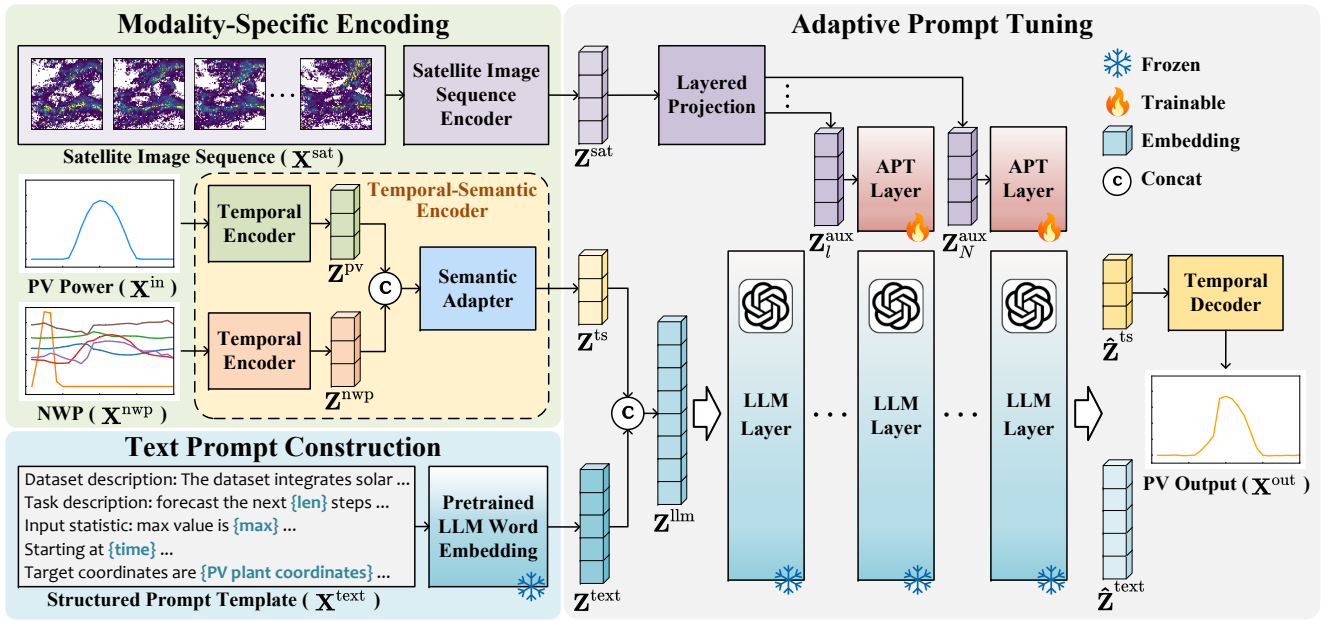 Modality-Specific Encoding
Satellite Image Sequence Encoder
Satellite Image Sequence ( X^sat )
Z^sat
Temporal-Semantic Encoder
PV Power ( X^in )
Temporal Encoder
Z^pv
NWP ( X^nwp )
Temporal Encoder
Z^nwp
C
Semantic Adapter
Z^ts
Text Prompt Construction
Dataset description: The dataset integrates solar ...
Task description: forecast the next {len} steps ...
Input statistic: max value is {max} ...
Starting at {time} ...
Target coordinates are {PV plant coordinates} ...
Structured Prompt Template ( X^text )
Pretrained LLM Word Embedding
Z^text
C
Z^llm
Adaptive Prompt Tuning
Layered Projection
Z_l^aux
APT Layer
Z_N^aux
APT Layer
Frozen
Trainable
Embedding
C Concat
LLM Layer
LLM Layer
LLM Layer
Ẑ^ts
Temporal Decoder
PV Output ( X^out )
Ẑ^text